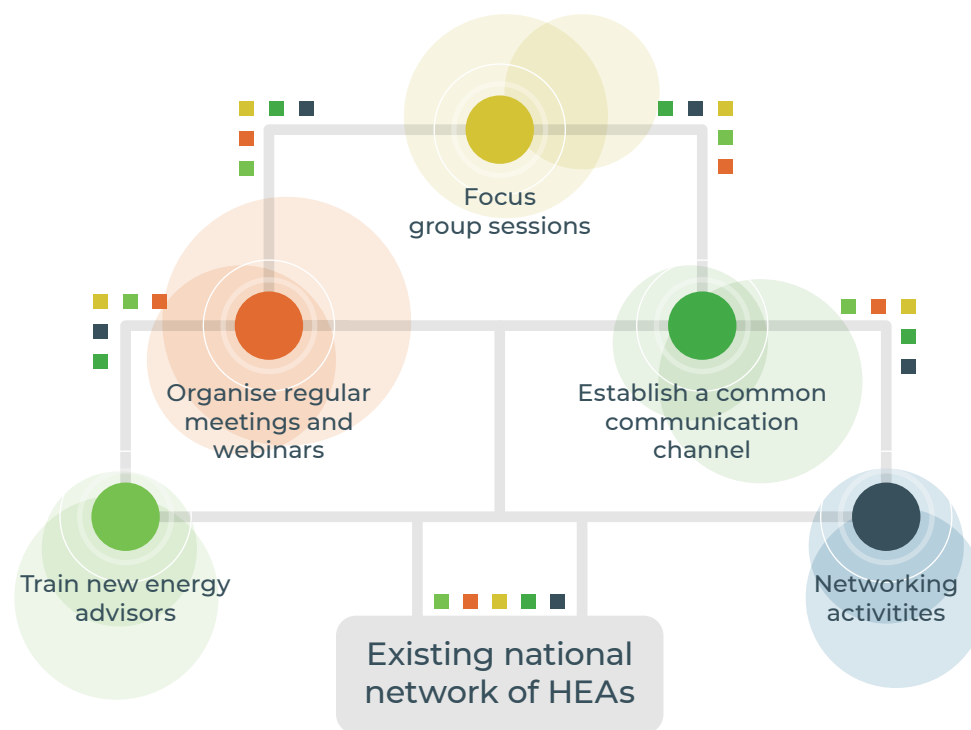 Focus
group sessions
Organise regular
meetings and
webinars
Establish a common
communication
channel
Train new energy
advisors
Networking
activitites
Existing national
network of HEAs